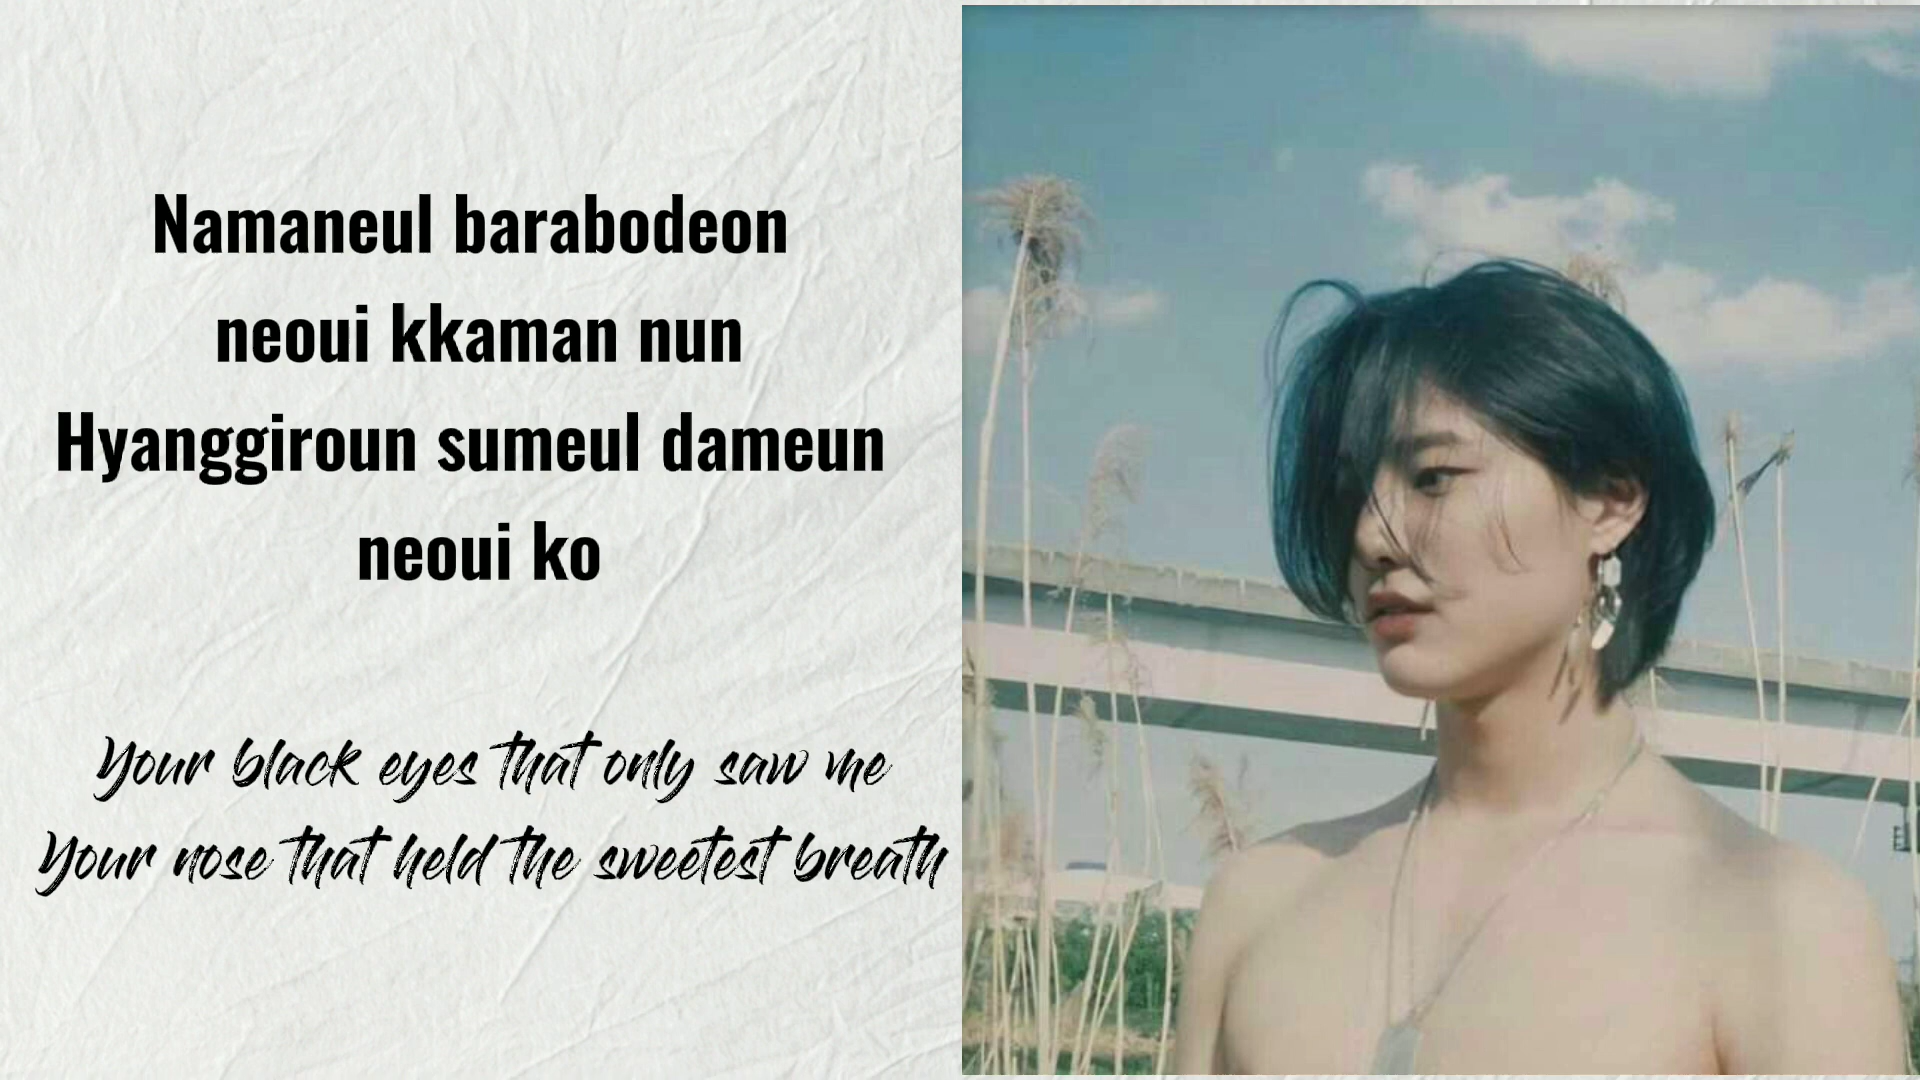 Namaneul barabodeon
neoui kkaman nun
Hyanggiroun sumeul dameun
neoui ko
Your black eyes that only saw me
Your nose that held the sweetest breath